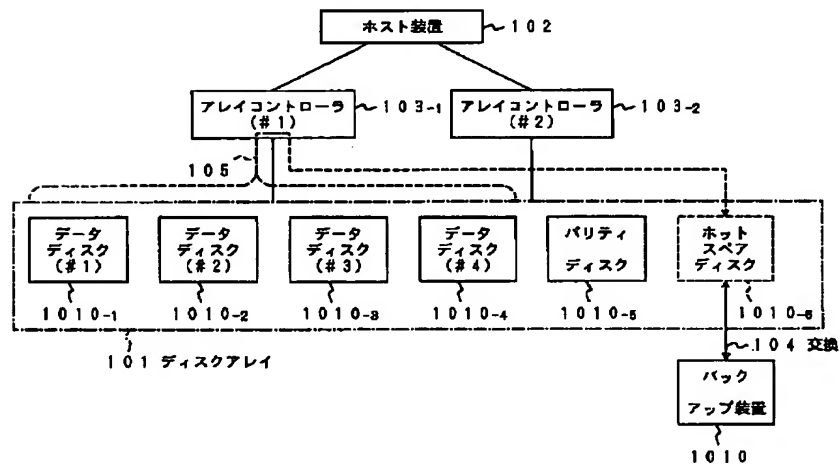 ホスト装置
102
アレイコントローラ
(#1)
103-1
アレイコントローラ
(#2)
103-2
105
データ
ディスク
(#1)
データ
ディスク
(#2)
データ
ディスク
(#3)
データ
ディスク
(#4)
パリティ
ディスク
ホット
スペア
ディスク
1010-1
1010-2
1010-3
1010-4
1010-5
1010-6
101 ディスクアレイ
104 交換
バック
アップ装置
1010